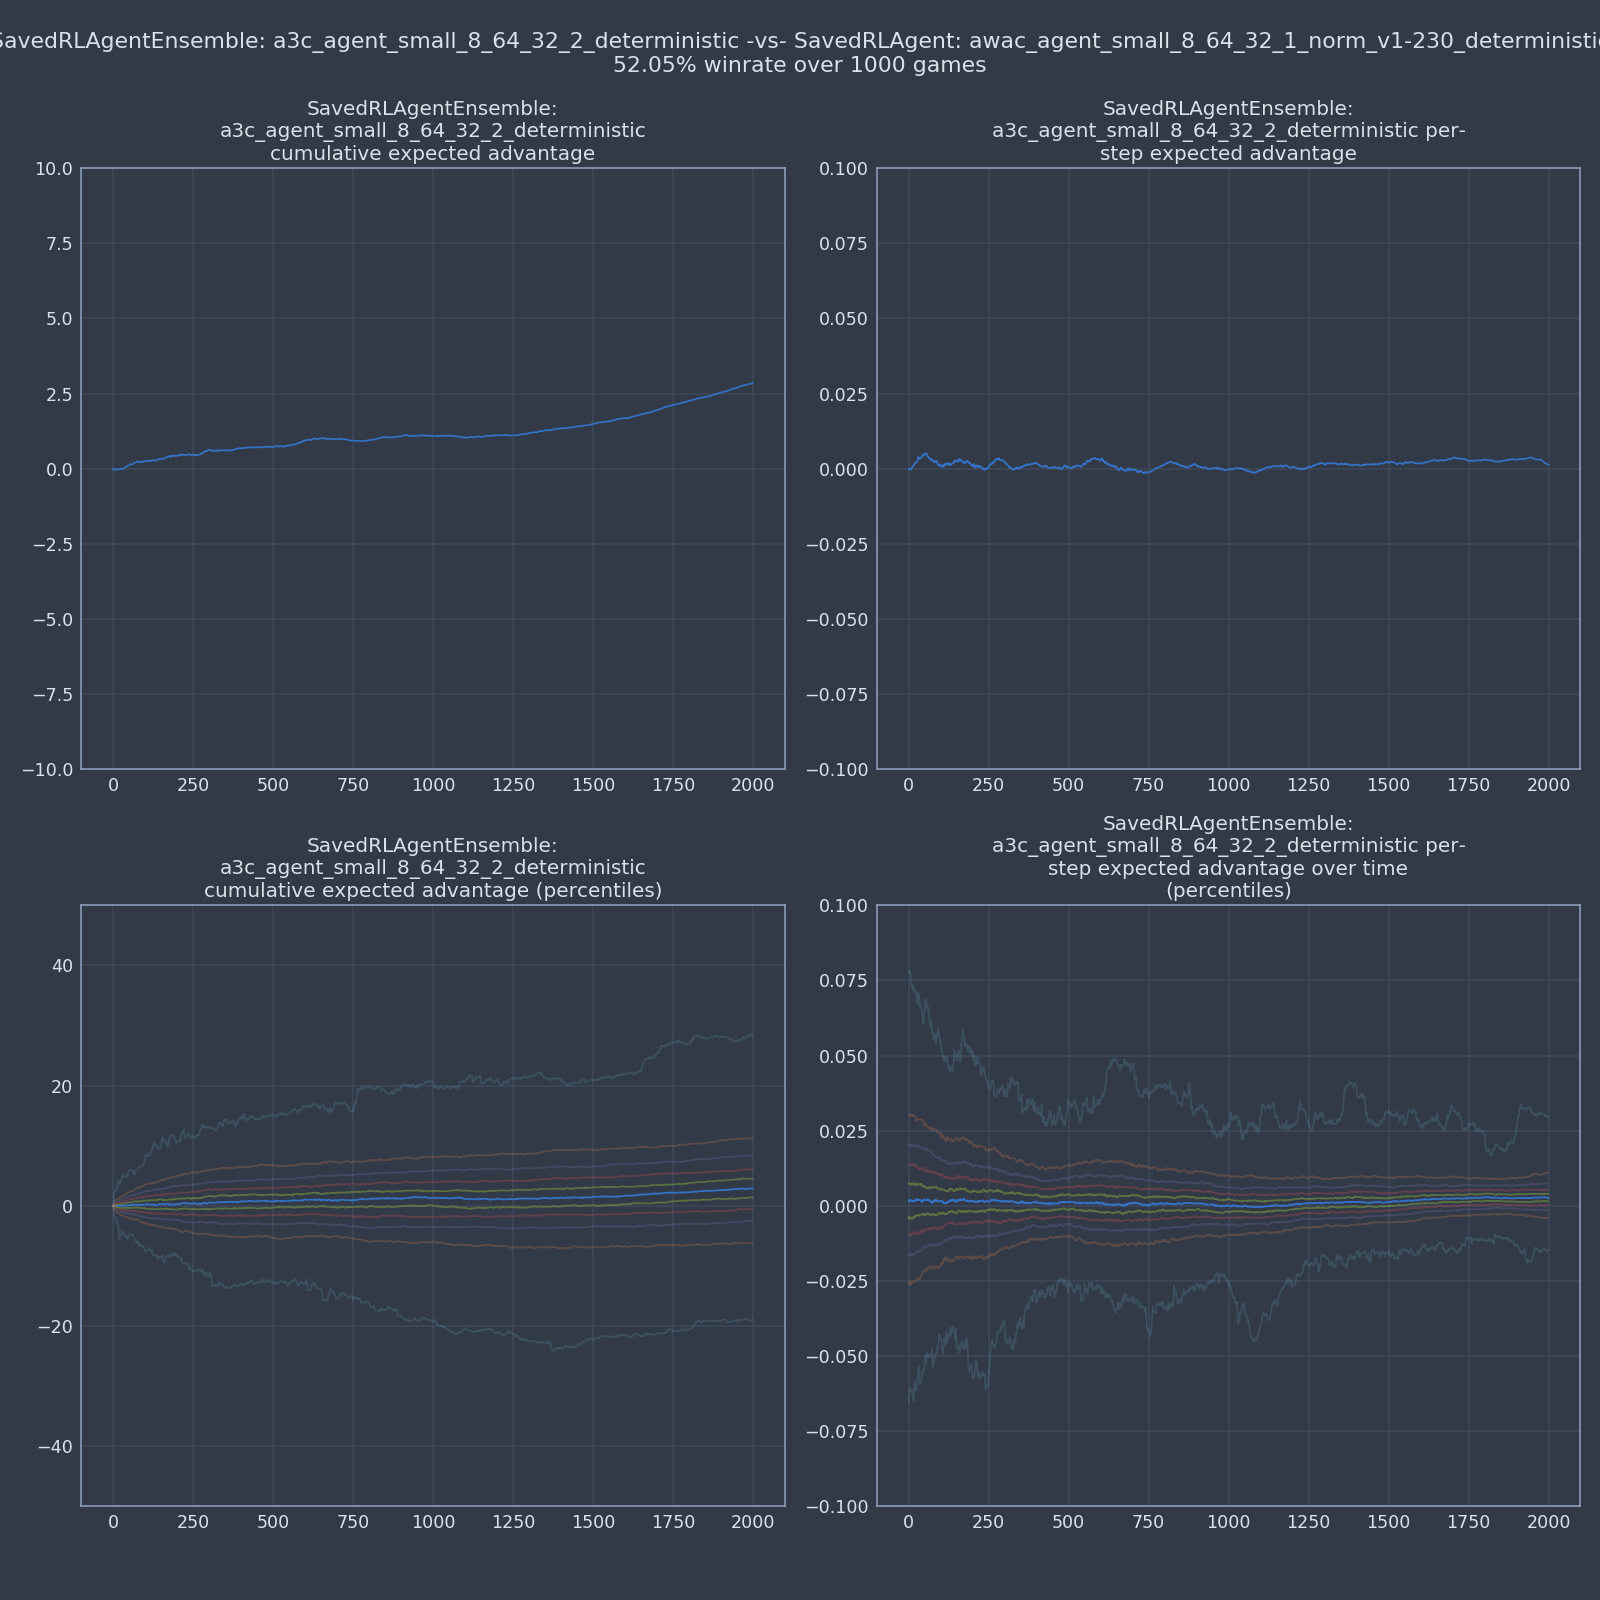 SavedRLAgentEnsemble: a3c_agent_small_8_64_32_2_deterministic -vs- SavedRLAgent: awac_agent_small_8_64_32_1_norm_v1-230_deterministic
52.05% winrate over 1000 games
SavedRLAgentEnsemble:
a3c_agent_small_8_64_32_2_deterministic
cumulative expected advantage
10.0
7.5
5.0
2.5
0.0
−2.5
−5.0
−7.5
−10.0
0 250 500 750 1000 1250 1500 1750 2000
SavedRLAgentEnsemble:
a3c_agent_small_8_64_32_2_deterministic per-
step expected advantage
0.100
0.075
0.050
0.025
0.000
−0.025
−0.050
−0.075
−0.100
0 250 500 750 1000 1250 1500 1750 2000
SavedRLAgentEnsemble:
a3c_agent_small_8_64_32_2_deterministic
cumulative expected advantage (percentiles)
40
20
0
−20
−40
0 250 500 750 1000 1250 1500 1750 2000
SavedRLAgentEnsemble:
a3c_agent_small_8_64_32_2_deterministic per-
step expected advantage over time
(percentiles)
0.100
0.075
0.050
0.025
0.000
−0.025
−0.050
−0.075
−0.100
0 250 500 750 1000 1250 1500 1750 2000